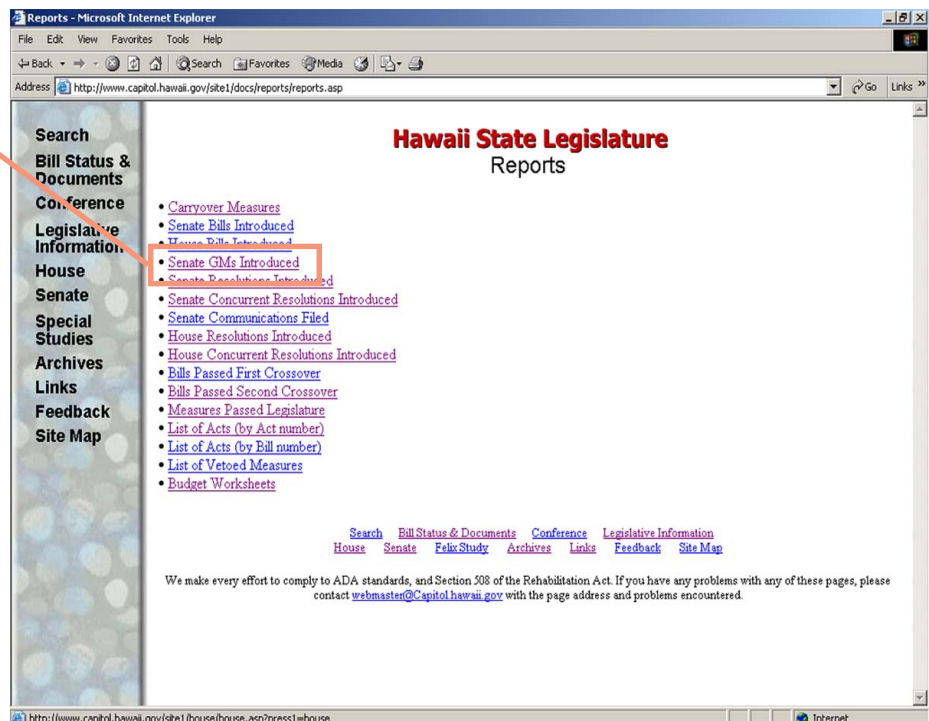 Reports - Microsoft Internet Explorer
File Edit View Favorites Tools Help
Back Search Favorites Media
Address http://www.capitol.hawaii.gov/site1/docs/reports/reports.asp Go Links »
Search
Bill Status &
Documents
Conference
Legislative
Information
House
Senate
Special
Studies
Archives
Links
Feedback
Site Map
Hawaii State Legislature
Reports
• Carryover Measures
• Senate Bills Introduced
• House Bills Introduced
• Senate GMs Introduced
• Senate Resolutions Introduced
• Senate Concurrent Resolutions Introduced
• Senate Communications Filed
• House Resolutions Introduced
• House Concurrent Resolutions Introduced
• Bills Passed First Crossover
• Bills Passed Second Crossover
• Measures Passed Legislature
• List of Acts (by Act number)
• List of Acts (by Bill number)
• List of Vetoed Measures
• Budget Worksheets
Search Bill Status & Documents Conference Legislative Information
House Senate Felix Study Archives Links Feedback Site Map
We make every effort to comply to ADA standards, and Section 508 of the Rehabilitation Act. If you have any problems with any of these pages, please
contact webmaster@Capitol.hawaii.gov with the page address and problems encountered.
http://www.capitol.hawaii.gov/site1/house/house.asp?press1=house Internet